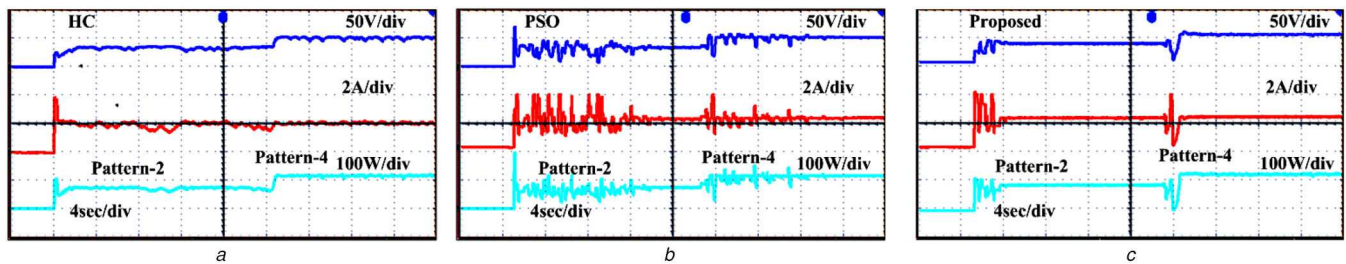 HC
50V/div
2A/div
Pattern-2
Pattern-4
100W/div
4sec/div
a
PSO
50V/div
2A/div
Pattern-2
Pattern-4
100W/div
4sec/div
b
Proposed
50V/div
2A/div
Pattern-2
Pattern-4
100W/div
4sec/div
c